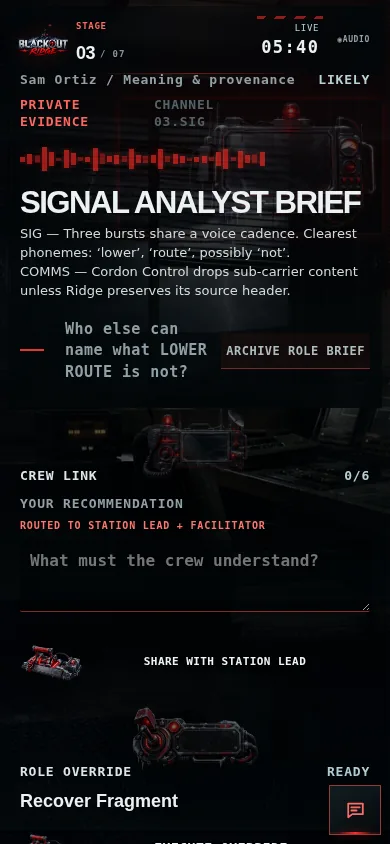 BLACKOUT
RIDGE
STAGE
03 / 07
LIVE
05:40
◉AUDIO
Sam Ortiz / Meaning & provenance
LIKELY
PRIVATE
EVIDENCE
CHANNEL
03.SIG
SIGNAL ANALYST BRIEF
SIG — Three bursts share a voice cadence. Clearest
phonemes: ‘lower’, ‘route’, possibly ‘not’.
COMMS — Cordon Control drops sub-carrier content
unless Ridge preserves its source header.
Who else can
name what LOWER
ROUTE is not?
ARCHIVE ROLE BRIEF
CREW LINK
0/6
YOUR RECOMMENDATION
ROUTED TO STATION LEAD + FACILITATOR
What must the crew understand?
SHARE WITH STATION LEAD
ROLE OVERRIDE
READY
Recover Fragment